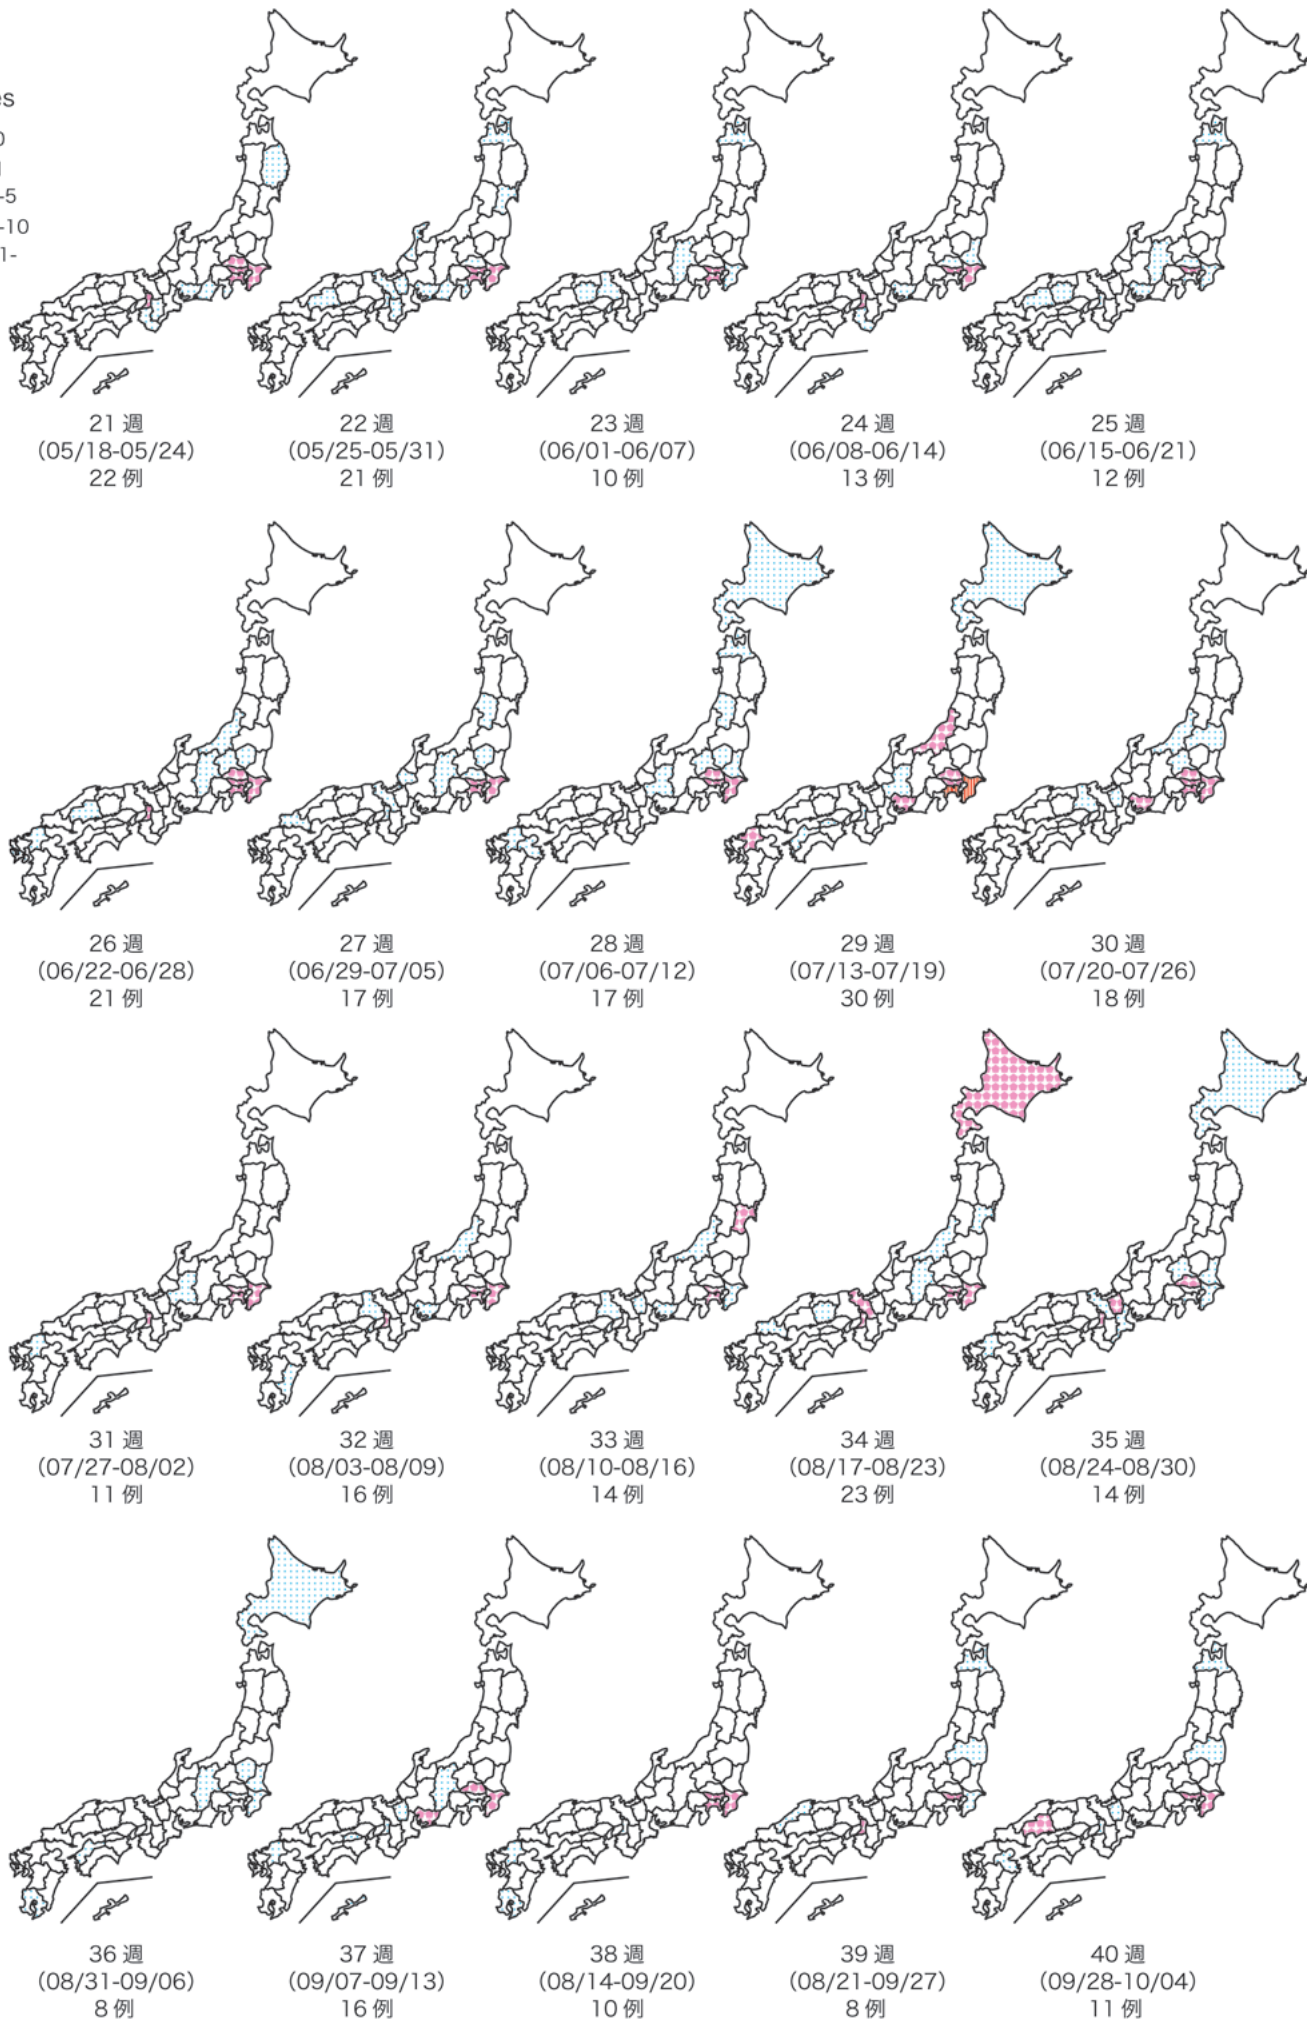 es
0
1
-5
-10
1-
21 週
(05/18-05/24)
22 例
22 週
(05/25-05/31)
21 例
23 週
(06/01-06/07)
10 例
24 週
(06/08-06/14)
13 例
25 週
(06/15-06/21)
12 例
26 週
(06/22-06/28)
21 例
27 週
(06/29-07/05)
17 例
28 週
(07/06-07/12)
17 例
29 週
(07/13-07/19)
30 例
30 週
(07/20-07/26)
18 例
31 週
(07/27-08/02)
11 例
32 週
(08/03-08/09)
16 例
33 週
(08/10-08/16)
14 例
34 週
(08/17-08/23)
23 例
35 週
(08/24-08/30)
14 例
36 週
(08/31-09/06)
8 例
37 週
(09/07-09/13)
16 例
38 週
(08/14-09/20)
10 例
39 週
(08/21-09/27)
8 例
40 週
(09/28-10/04)
11 例